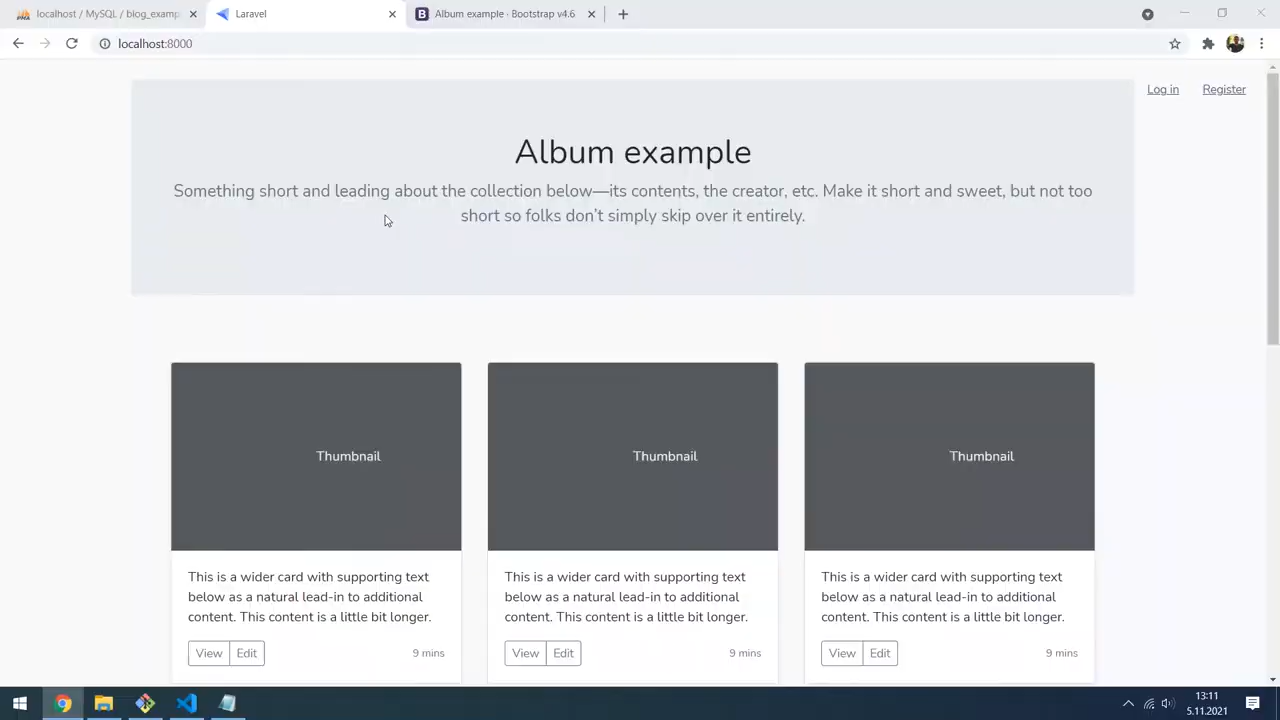 localhost / MySQL / blog_examp
Laravel
Album example · Bootstrap v4.6
localhost:8000
Log in
Register
Album example
Something short and leading about the collection below—its contents, the creator, etc. Make it short and sweet, but not too
short so folks don’t simply skip over it entirely.
Thumbnail
Thumbnail
Thumbnail
This is a wider card with supporting text
below as a natural lead-in to additional
content. This content is a little bit longer.
View
Edit
9 mins
This is a wider card with supporting text
below as a natural lead-in to additional
content. This content is a little bit longer.
View
Edit
9 mins
This is a wider card with supporting text
below as a natural lead-in to additional
content. This content is a little bit longer.
View
Edit
9 mins
13:11
5.11.2021